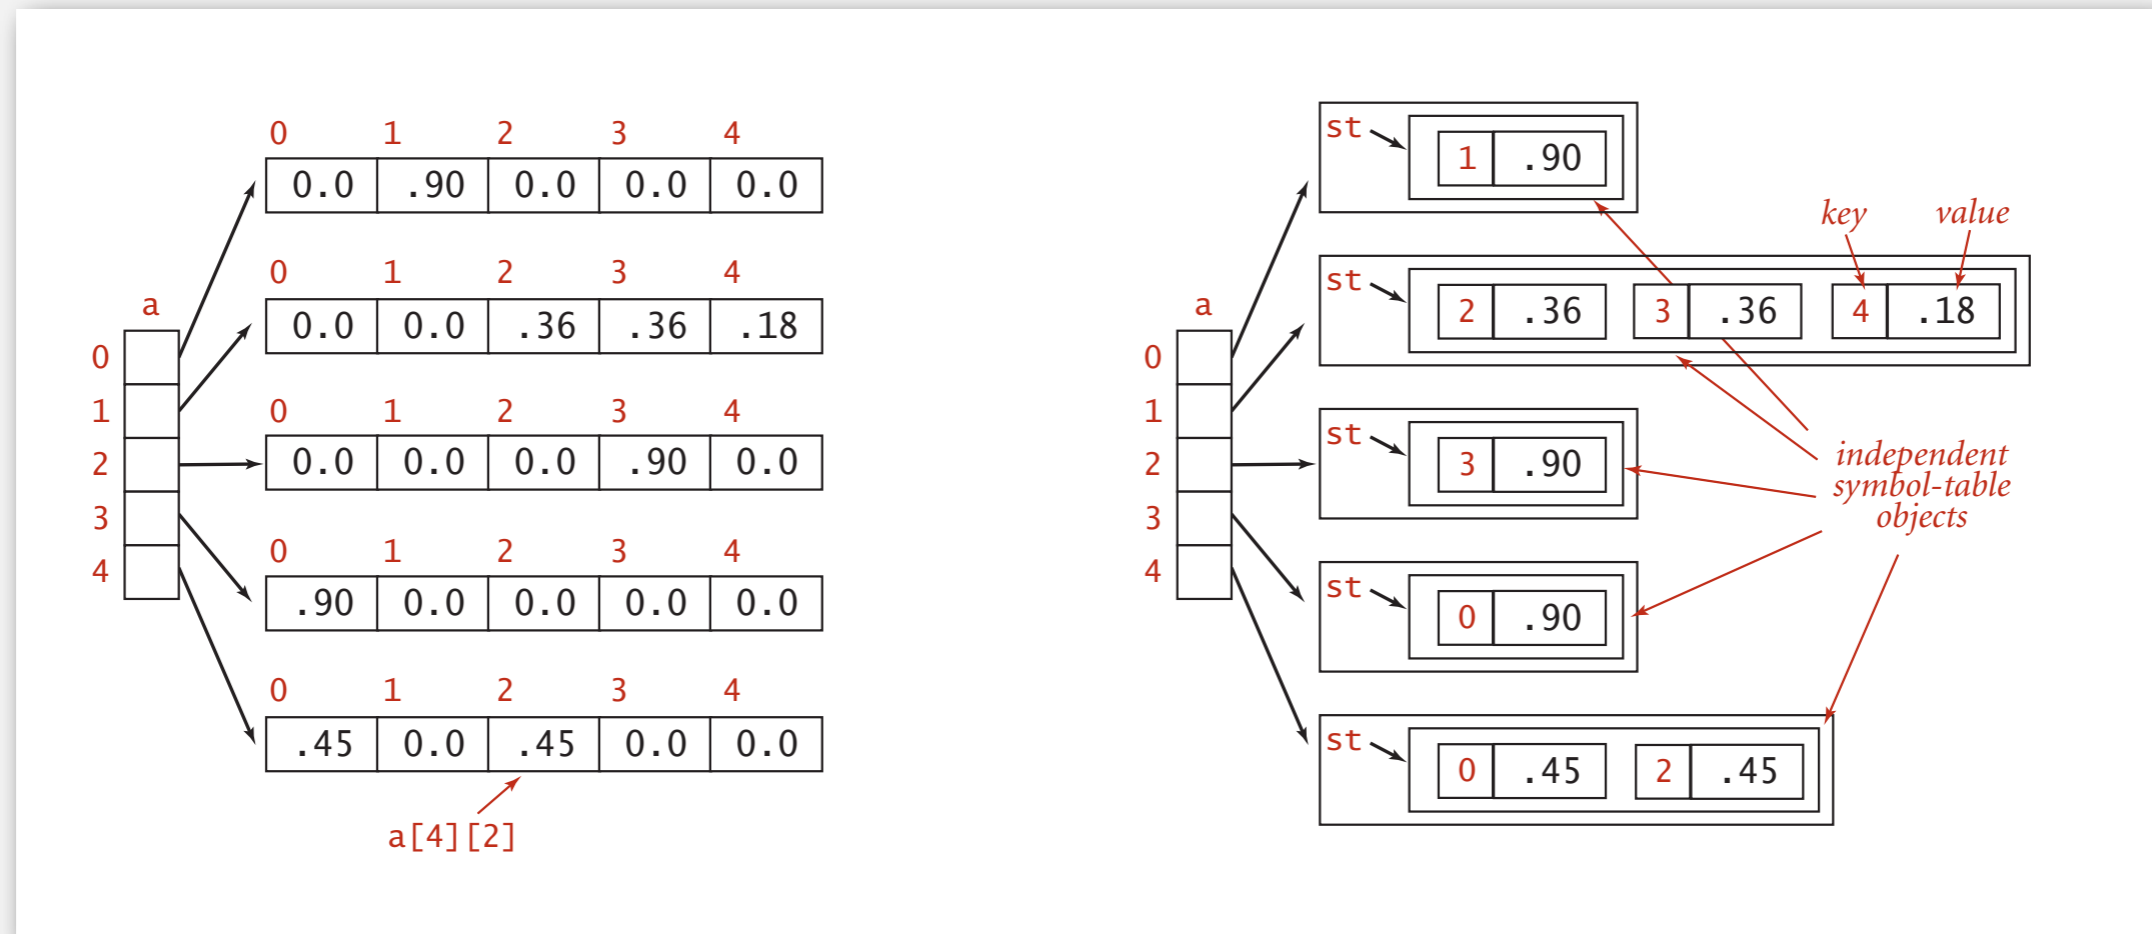 a
0
1
2
3
4
0 1 2 3 4
0.0 .90 0.0 0.0 0.0
0 1 2 3 4
0.0 0.0 .36 .36 .18
0 1 2 3 4
0.0 0.0 0.0 .90 0.0
0 1 2 3 4
.90 0.0 0.0 0.0 0.0
0 1 2 3 4
.45 0.0 .45 0.0 0.0
a[4][2]
a
0
1
2
3
4
st 1 .90
key value
st 2 .36 3 .36 4 .18
st 3 .90
st 0 .90
st 0 .45 2 .45
independent
symbol-table
objects